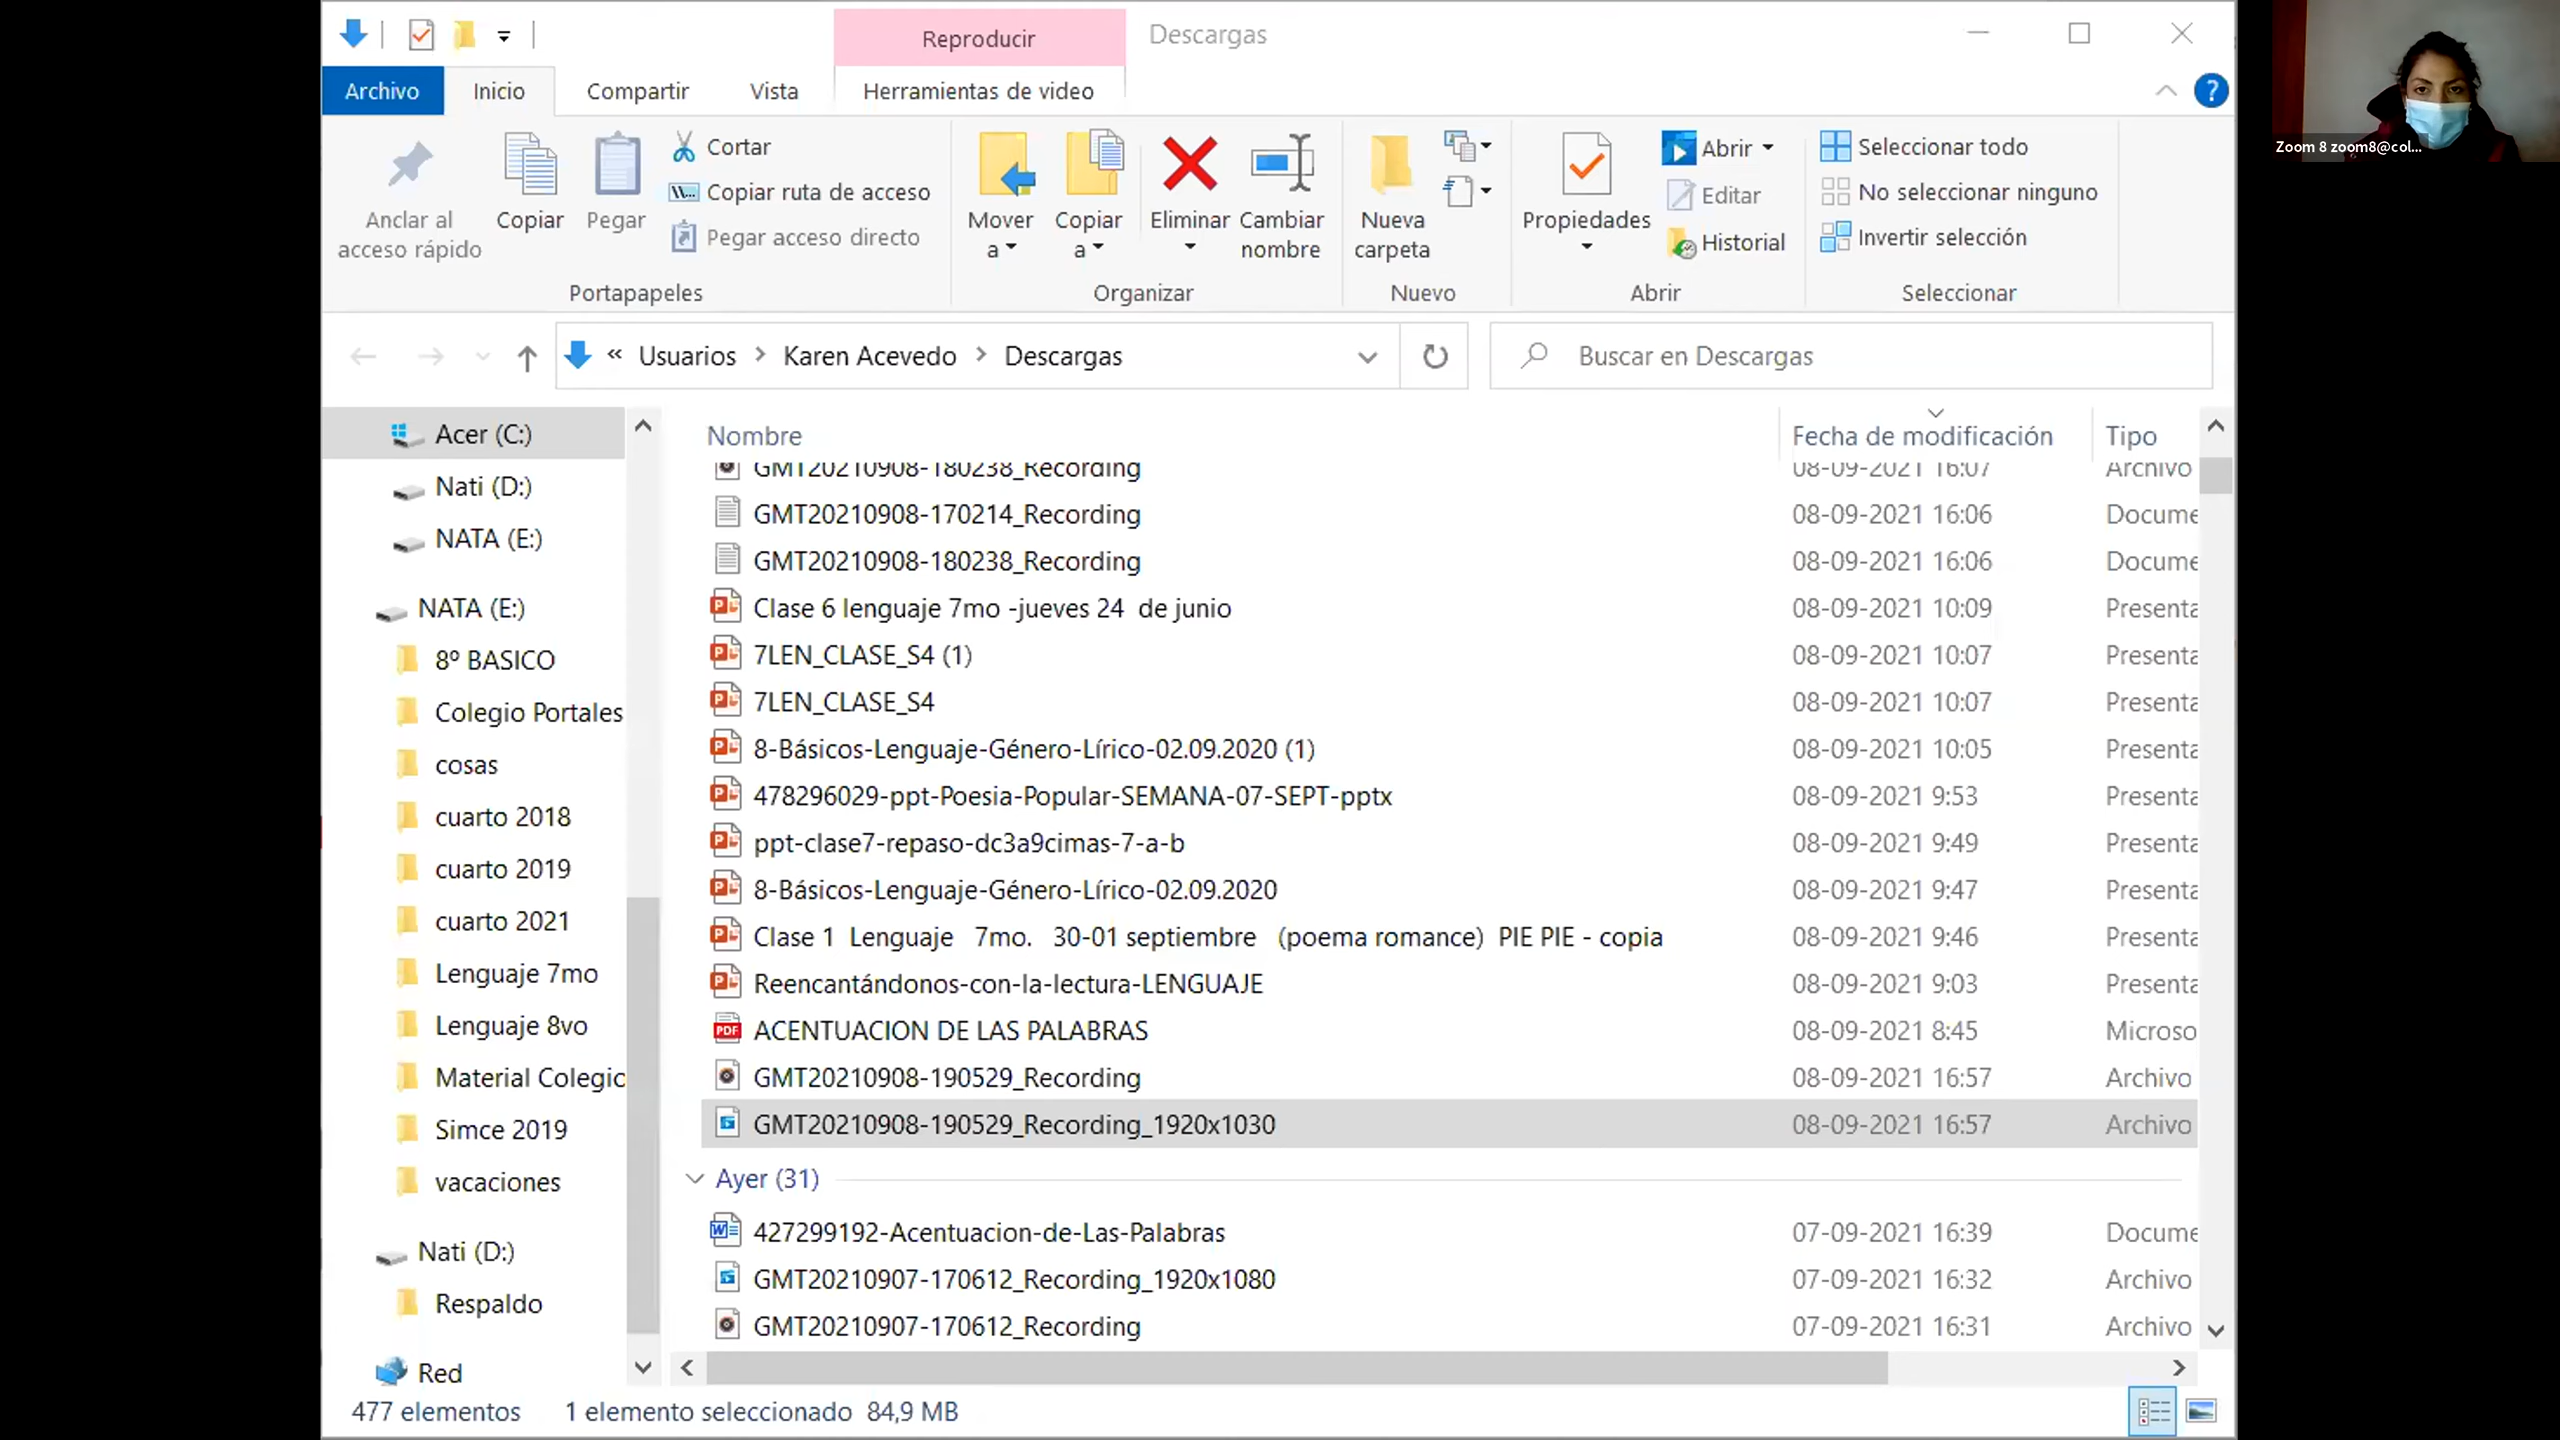 Reproducir
Descargas
Archivo
Inicio
Compartir
Vista
Herramientas de video
Anclar al
acceso rápido
Copiar
Pegar
Cortar
Copiar ruta de acceso
Pegar acceso directo
Portapapeles
Mover
a
Copiar
a
Eliminar
Cambiar
nombre
Organizar
Nueva
carpeta
Nuevo
Propiedades
Abrir
Editar
Historial
Abrir
Seleccionar todo
No seleccionar ninguno
Invertir selección
Seleccionar
« Usuarios > Karen Acevedo > Descargas
Buscar en Descargas
Acer (C:)
Nati (D:)
NATA (E:)
NATA (E:)
8º BASICO
Colegio Portales
cosas
cuarto 2018
cuarto 2019
cuarto 2021
Lenguaje 7mo
Lenguaje 8vo
Material Colegio
Simce 2019
vacaciones
Nati (D:)
Respaldo
Red
Nombre Fecha de modificación Tipo
GMT20210908-180238_Recording 08-09-2021 16:07 Archivo
GMT20210908-170214_Recording 08-09-2021 16:06 Docume
GMT20210908-180238_Recording 08-09-2021 16:06 Docume
Clase 6 lenguaje 7mo -jueves 24 de junio 08-09-2021 10:09 Presenta
7LEN_CLASE_S4 (1) 08-09-2021 10:07 Presenta
7LEN_CLASE_S4 08-09-2021 10:07 Presenta
8-Básicos-Lenguaje-Género-Lírico-02.09.2020 (1) 08-09-2021 10:05 Presenta
478296029-ppt-Poesia-Popular-SEMANA-07-SEPT-pptx 08-09-2021 9:53 Presenta
ppt-clase7-repaso-dc3a9cimas-7-a-b 08-09-2021 9:49 Presenta
8-Básicos-Lenguaje-Género-Lírico-02.09.2020 08-09-2021 9:47 Presenta
Clase 1 Lenguaje 7mo. 30-01 septiembre (poema romance) PIE PIE - copia 08-09-2021 9:46 Presenta
Reencantándonos-con-la-lectura-LENGUAJE 08-09-2021 9:03 Presenta
ACENTUACION DE LAS PALABRAS 08-09-2021 8:45 Microso
GMT20210908-190529_Recording 08-09-2021 16:57 Archivo
GMT20210908-190529_Recording_1920x1030 08-09-2021 16:57 Archivo
Ayer (31)
427299192-Acentuacion-de-Las-Palabras 07-09-2021 16:39 Docume
GMT20210907-170612_Recording_1920x1080 07-09-2021 16:32 Archivo
GMT20210907-170612_Recording 07-09-2021 16:31 Archivo
477 elementos 1 elemento seleccionado 84,9 MB
Zoom 8 zoom8@col...